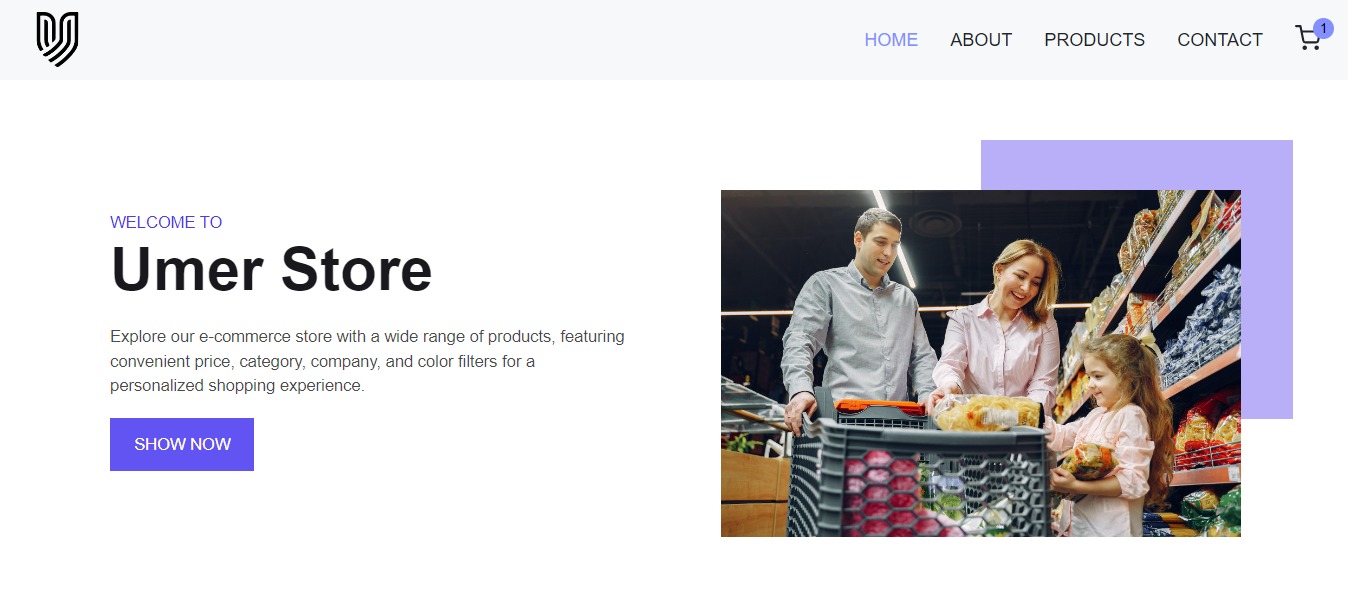 HOME ABOUT PRODUCTS CONTACT 1
WELCOME TO
Umer Store
Explore our e-commerce store with a wide range of products, featuring
convenient price, category, company, and color filters for a
personalized shopping experience.
SHOW NOW